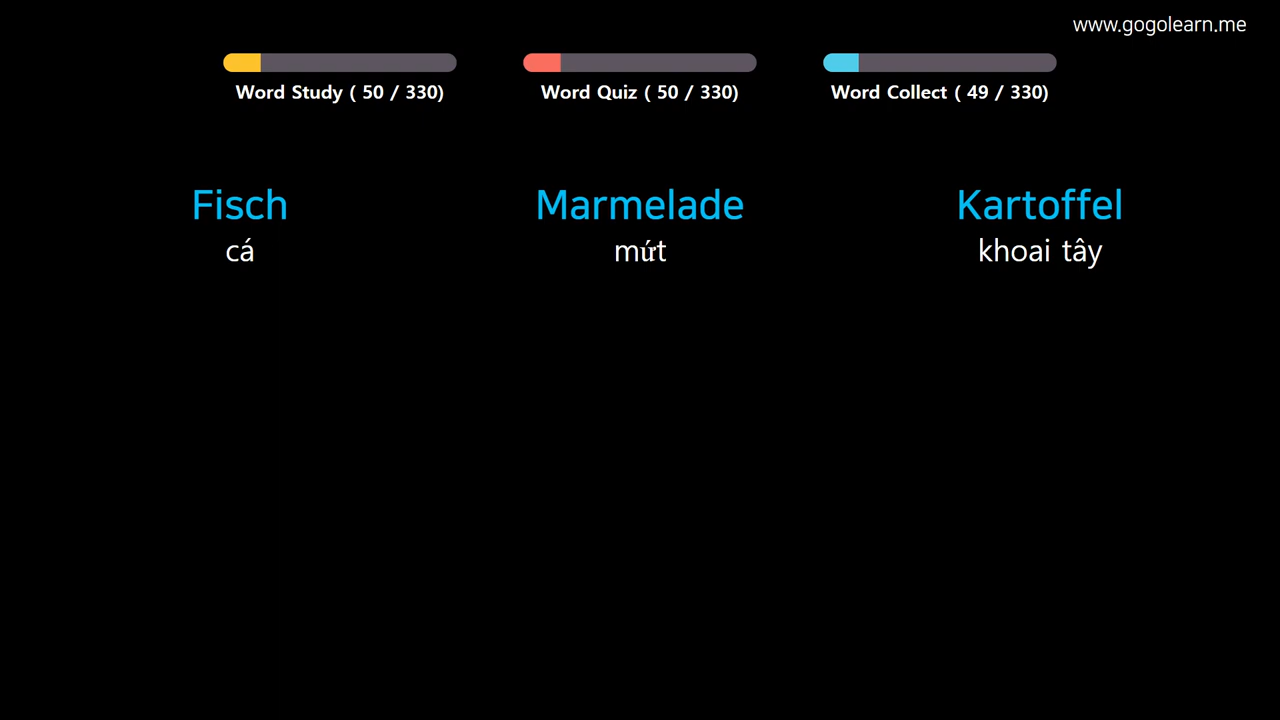 www.gogolearn.me
Word Study ( 50 / 330)
Word Quiz ( 50 / 330)
Word Collect ( 49 / 330)
Fisch
cá
Marmelade
mứt
Kartoffel
khoai tây